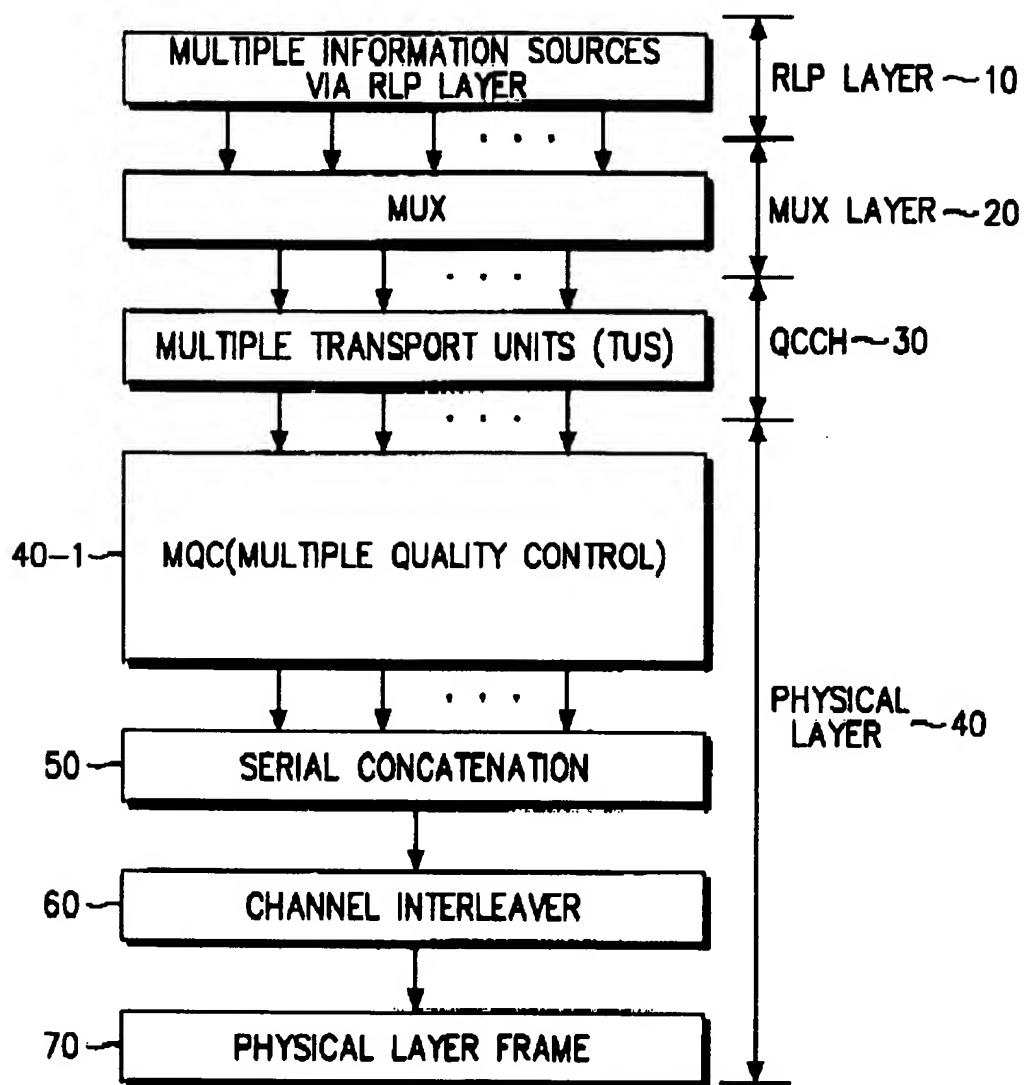 MULTIPLE INFORMATION SOURCES
VIA RLP LAYER
RLP LAYER ~10
MUX
MUX LAYER ~20
MULTIPLE TRANSPORT UNITS (TUS)
QCCH ~30
40-1
MQC(MULTIPLE QUALITY CONTROL)
PHYSICAL
LAYER ~40
50
SERIAL CONCATENATION
60
CHANNEL INTERLEAVER
70
PHYSICAL LAYER FRAME